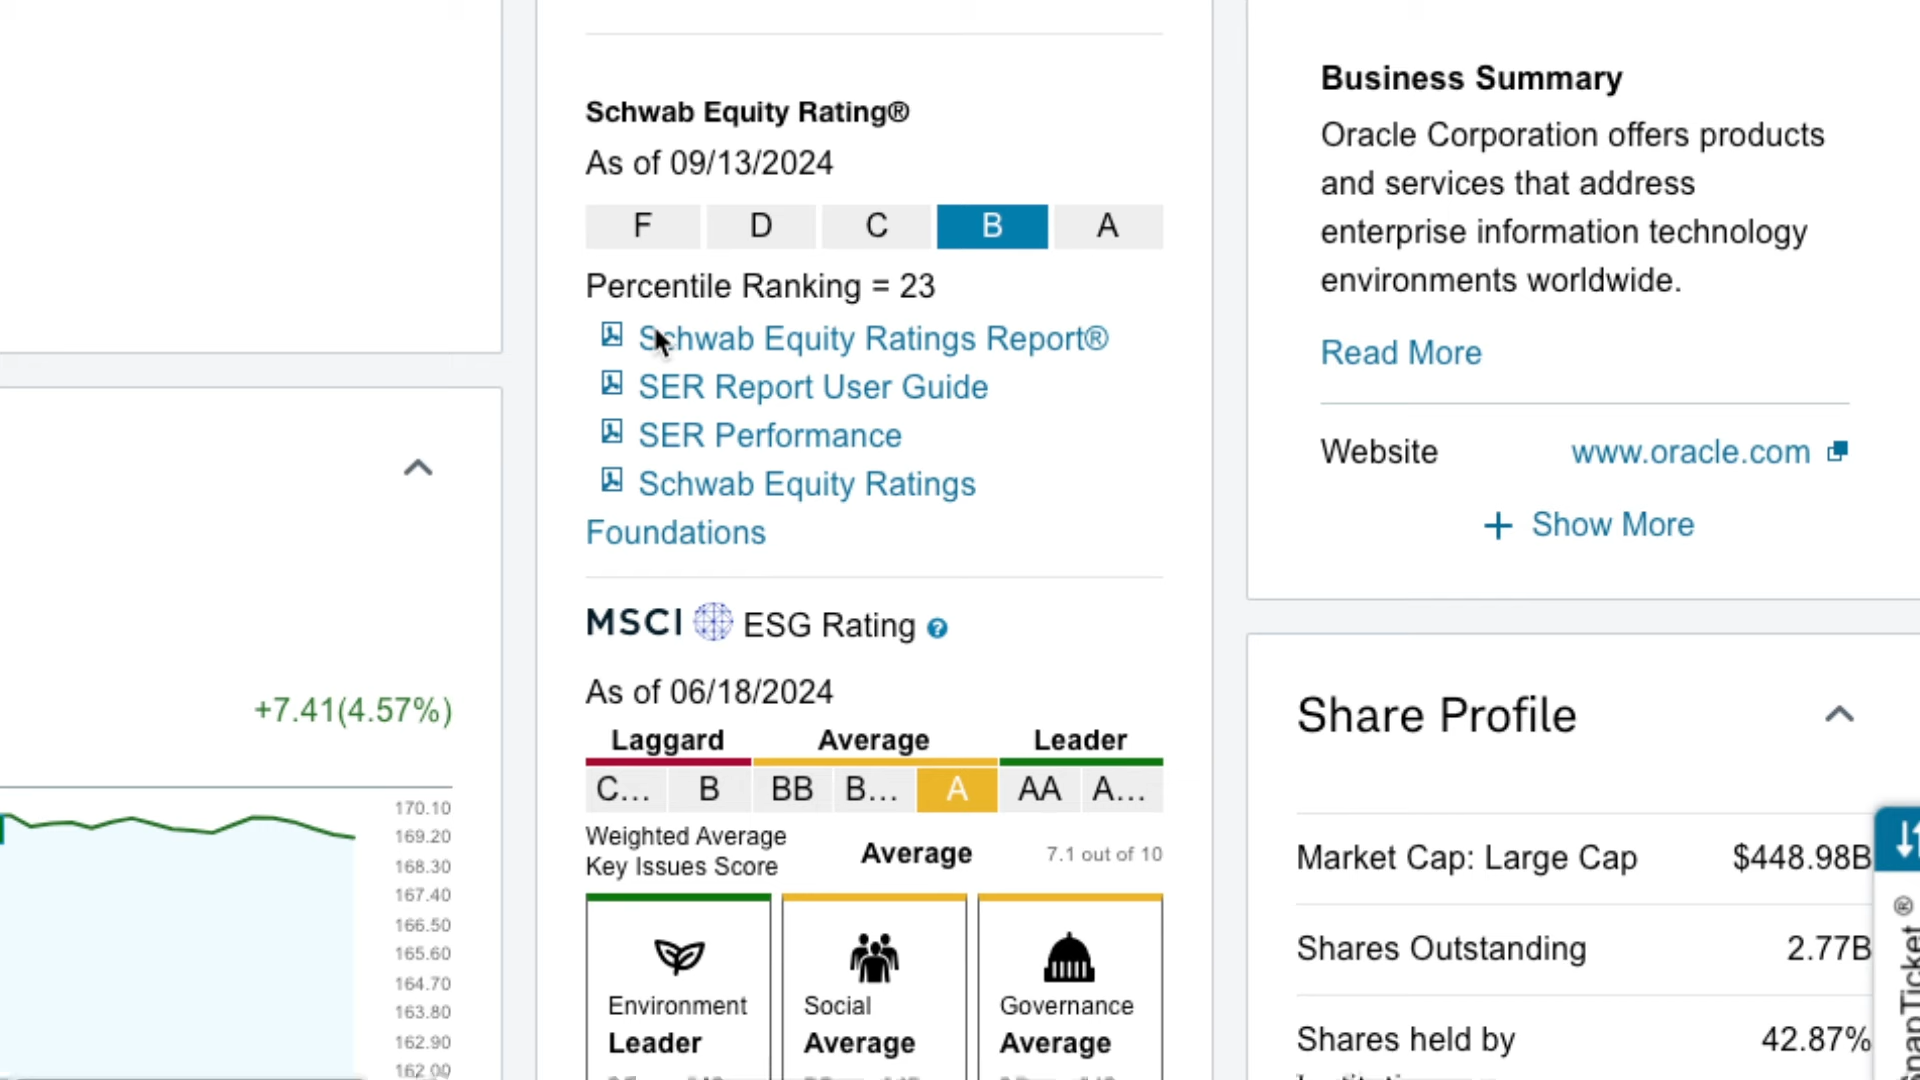 +7.41(4.57%)
170.10
169.20
168.30
167.40
166.50
165.60
164.70
163.80
162.90
162.00
Schwab Equity Rating®
As of 09/13/2024
F D C B A
Percentile Ranking = 23
Schwab Equity Ratings Report®
SER Report User Guide
SER Performance
Schwab Equity Ratings
Foundations
MSCI ESG Rating ?
As of 06/18/2024
Laggard Average Leader
C... B BB B... A AA A...
Weighted Average
Key Issues Score
Average 7.1 out of 10
Environment
Leader
Social
Average
Governance
Average
Business Summary
Oracle Corporation offers products
and services that address
enterprise information technology
environments worldwide.
Read More
Website www.oracle.com
+ Show More
Share Profile
Market Cap: Large Cap $448.98B
Shares Outstanding 2.77B
Shares held by 42.87%